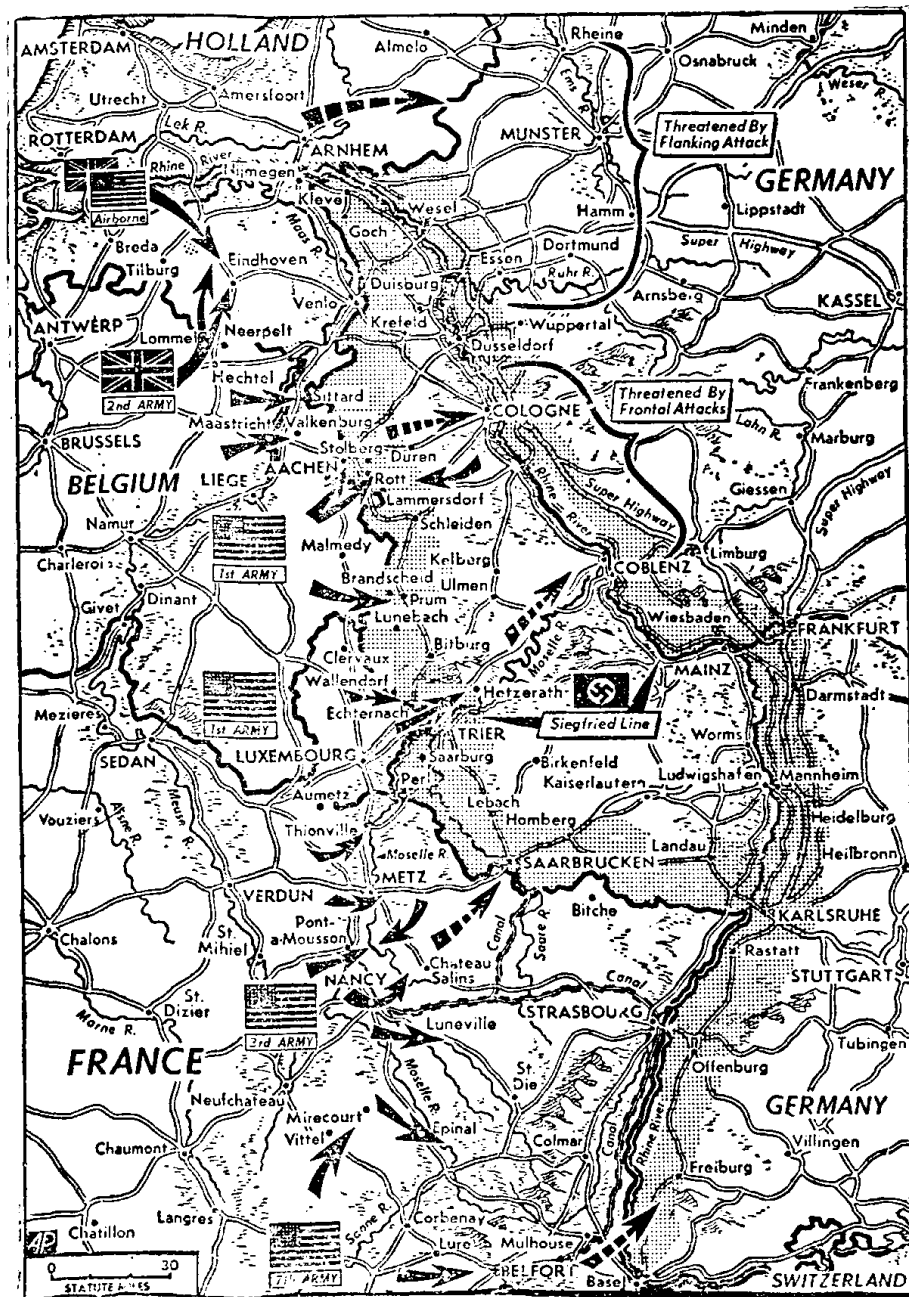 HOLLAND
AMSTERDAM
Almelo
Rheine
Minden
Osnabruck
Utrecht
Amersfoort
Ems R.
Weser R.
ROTTERDAM
Lek R.
ARNHEM
MUNSTER
Threatened By
Flanking Attack
Rhine River
Nijmegen
Kleve
GERMANY
Airborne
Wesel
Hamm
Lippstadt
Breda
Goch
Maas R.
Super Highway
Tilburg
Eindhoven
Dortmund
Essen
Ruhr R.
Duisburg
Arnsberg
KASSEL
Venlo
ANTWERP
Lommel
Neerpelt
Krefeld
Wuppertal
Dusseldorf
2nd ARMY
Hechtel
Sittard
Threatened By
Frontal Attacks
Frankenberg
Maastricht
Valkenburg
COLOGNE
BRUSSELS
Stolberg
Duren
Lahn R.
Marburg
AACHEN
BELGIUM
LIEGE
Rott
Rhine River
Super Highway
Giessen
Super Highway
Lammersdorf
Namur
Schleiden
Charleroi
1st ARMY
Malmedy
Kelberg
Limburg
COBLENZ
Dinant
Brandscheid
Ulmen
Givet
Prum
Wiesbaden
FRANKFURT
Lunebach
Bitburg
Moselle R.
Clervaux
Wallendorf
MAINZ
Hetzerath
Darmstadt
Mezieres
1st ARMY
Echternach
Siegfried Line
SEDAN
LUXEMBOURG
TRIER
Worms
Saarburg
Birkenfeld
Kaiserlautern
Ludwigshafen
Mannheim
Meuse R.
Aumetz
Perl
Vouziers
Aisne R.
Lebach
Homberg
Heidelburg
Thionville
Landau
Heilbronn
Moselle R.
METZ
SAARBRUCKEN
VERDUN
Bitche
KARLSRUHE
Chalons
St.
Mihiel
Pont-
a-Mousson
Canal
Saare R.
Rastatt
Chateau
Salins
STUTTGART
Canal
NANCY
St.
Dizier
STRASBOURG
Marne R.
3rd ARMY
Luneville
FRANCE
Tubingen
Moselle R.
St.
Die
Offenburg
Neufchateau
Mirecourt
GERMANY
Vittel
Epinal
Canal
Rhine River
Chaumont
Colmar
Villingen
Freiburg
Langres
Saone R.
Corbenay
Chatillon
AP
7th ARMY
Lure
Mulhouse
BELFORT
Basel
SWITZERLAND
0 30
STATUTE MILES